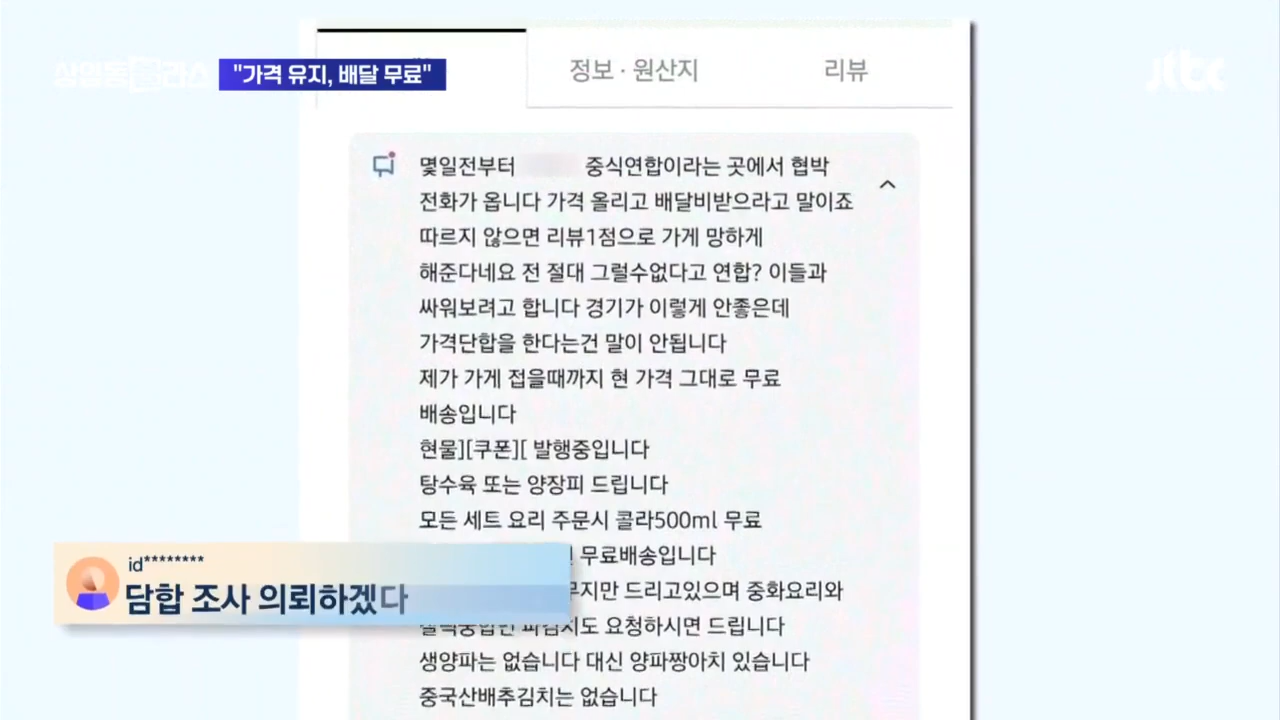 상암동클라스
"가격 유지, 배달 무료"
jtbc
정보 · 원산지
리뷰
몇일전부터 중식연합이라는 곳에서 협박
전화가 옵니다 가격 올리고 배달비받으라고 말이죠
따르지 않으면 리뷰1점으로 가게 망하게
해준다네요 전 절대 그럴수없다고 연합? 이들과
싸워보려고 합니다 경기가 이렇게 안좋은데
가격단합을 한다는건 말이 안됩니다
제가 가게 접을때까지 현 가격 그대로 무료
배송입니다
현물][쿠폰][ 발행중입니다
탕수육 또는 양장피 드립니다
모든 세트 요리 주문시 콜라500ml 무료
무료배송입니다
드리고있으며 중화요리와
요청하시면 드립니다
생양파는 없습니다 대신 양파짱아치 있습니다
중국산배추김치는 없습니다
id********
담합 조사 의뢰하겠다